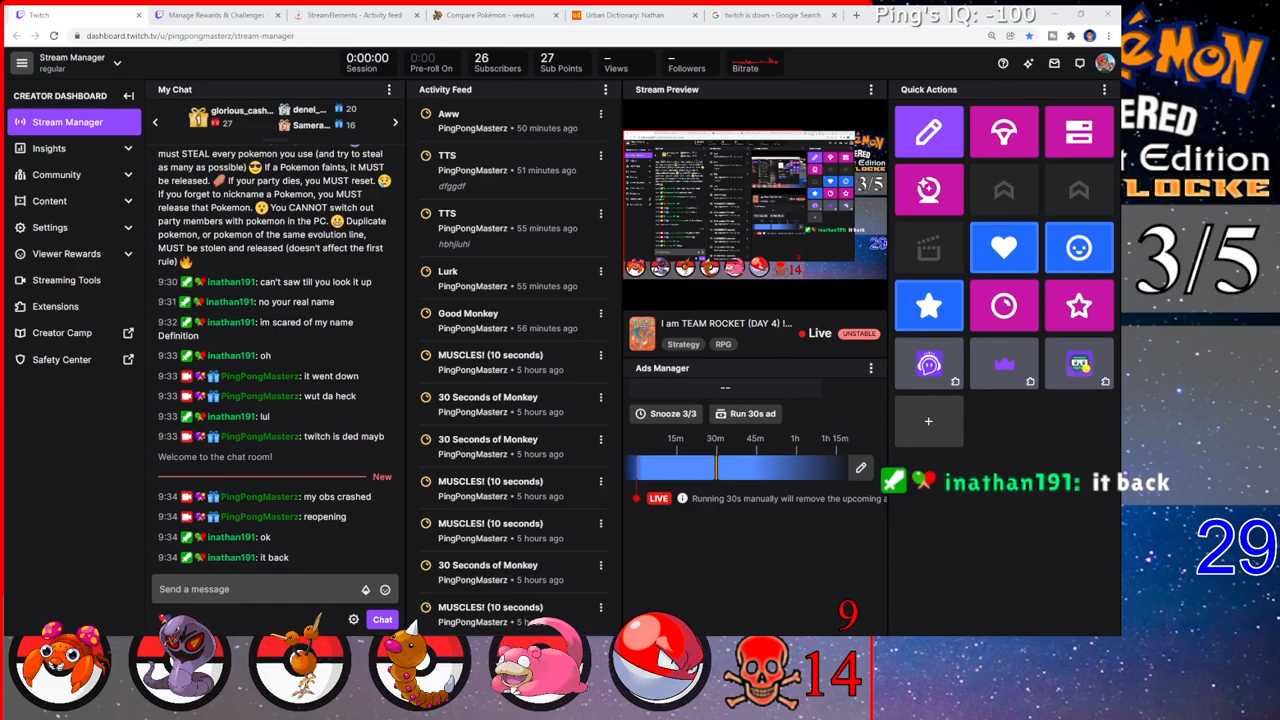 Twitch
Manage Rewards & Challenges -
StreamElements - Activity feed
Compare Pokémon - veekun
Urban Dictionary: Nathan
twitch is down - Google Search
Ping's IQ: -100
dashboard.twitch.tv/u/pingpongmasterz/stream-manager
Stream Manager
regular
0:00:00
Session
0:00
Pre-roll On
26
Subscribers
27
Sub Points
–
Views
–
Followers
Bitrate
CREATOR DASHBOARD
Stream Manager
Insights
Community
Content
Settings
Viewer Rewards
Streaming Tools
Extensions
Creator Camp
Safety Center
My Chat
1
glorious_cash...
27
denel_...
20
Samera...
16
must STEAL every pokemon you use (and try to steal
as many as possible) 😎 If a Pokemon faints, it MUST
be released. If your party dies, you MUST reset.
If you forget to nickname a Pokemon, you MUST
release that Pokemon. You CANNOT switch out
party members with pokemon in the PC. Duplicate
pokemon, or pokemon of the same evolution line,
MUST be stolen and released (doesn't affect the first
rule) 🔥
9:30 inathan191: can't saw till you look it up
9:31 inathan191: no your real name
9:32 inathan191: im scared of my name
Definition
9:33 inathan191: oh
9:33 PingPongMasterz: it went down
9:33 PingPongMasterz: wut da heck
9:33 inathan191: lul
9:33 PingPongMasterz: twitch is ded mayb
Welcome to the chat room!
New
9:34 PingPongMasterz: my obs crashed
9:34 PingPongMasterz: reopening
9:34 inathan191: ok
9:34 inathan191: it back
Send a message
Chat
Activity Feed
Aww
PingPongMasterz • 50 minutes ago
TTS
PingPongMasterz • 51 minutes ago
dfggdf
TTS
PingPongMasterz • 55 minutes ago
Lurk
PingPongMasterz • 55 minutes ago
Good Monkey
PingPongMasterz • 56 minutes ago
MUSCLES! (10 seconds)
PingPongMasterz • 5 hours ago
30 Seconds of Monkey
PingPongMasterz • 5 hours ago
30 Seconds of Monkey
PingPongMasterz • 5 hours ago
MUSCLES! (10 seconds)
PingPongMasterz • 5 hours ago
MUSCLES! (10 seconds)
PingPongMasterz • 5 hours ago
30 Seconds of Monkey
PingPongMasterz • 5 hours ago
MUSCLES! (10 seconds)
PingPongMasterz • 5
Stream Preview
3/5
29
14
I am TEAM ROCKET (DAY 4) I...
Live
UNSTABLE
Strategy
RPG
Ads Manager
--
Snooze 3/3
Run 30s ad
15m
30m
45m
1h
1h 15m
LIVE
Running 30s manually will remove the upcoming a
Quick Actions
+
POKéMON
ERED
Edition
LOCKE
3/5
inathan191: it back
29
9
14